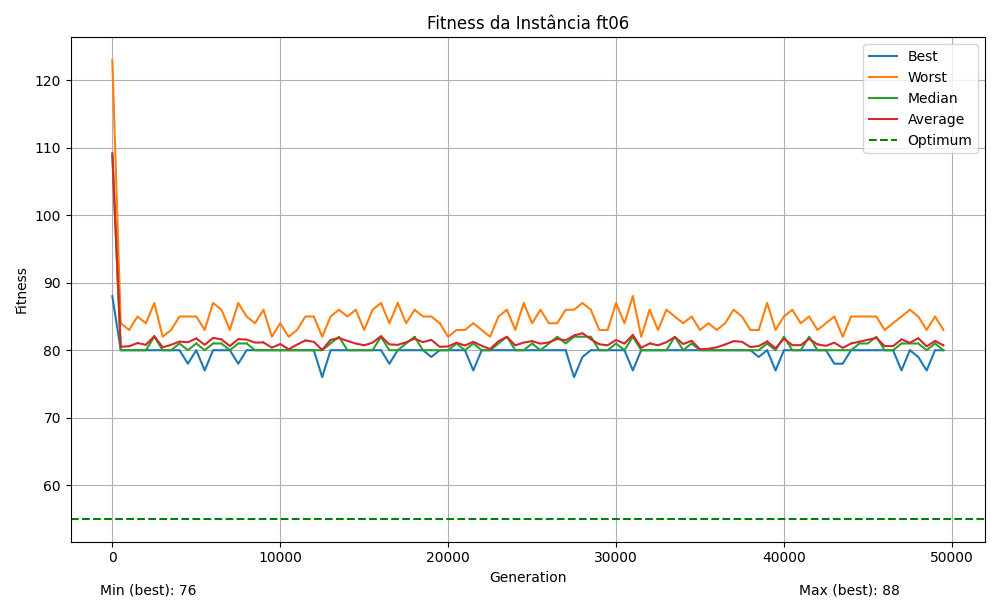 Fitness da Instância ft06
Best
Worst
Median
Average
Optimum
Fitness
120
110
100
90
80
70
60
0 10000 20000 30000 40000 50000
Generation
Min (best): 76 Max (best): 88